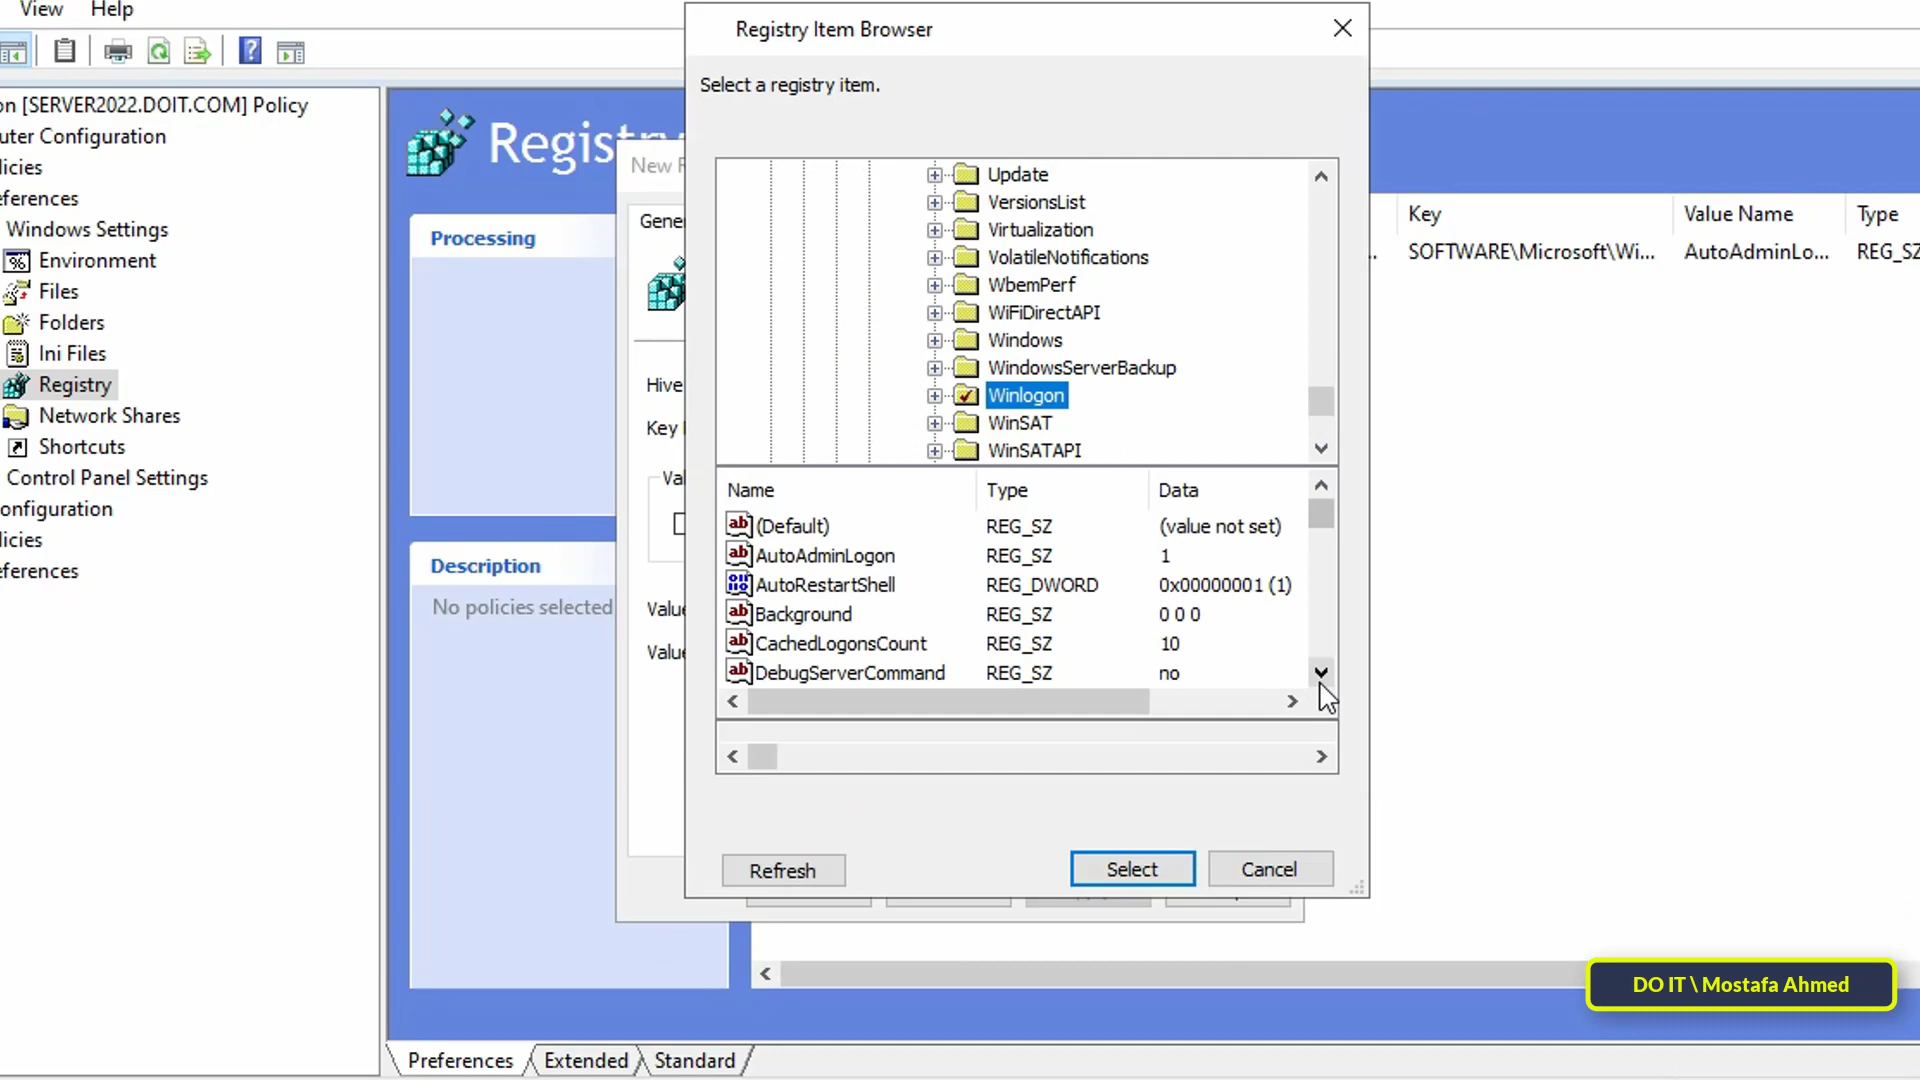 View Help
on [SERVER2022.DOIT.COM] Policy
uter Configuration
licies
eferences
Windows Settings
Environment
Files
Folders
Ini Files
Registry
Network Shares
Shortcuts
Control Panel Settings
onfiguration
licies
eferences
Regist
Processing
Description
No policies selected
New
Gener
Hive
Key
Val
Value
Value
Registry Item Browser
Select a registry item.
Update
VersionsList
Virtualization
VolatileNotifications
WbemPerf
WiFiDirectAPI
Windows
WindowsServerBackup
Winlogon
WinSAT
WinSATAPI
Name Type Data
(Default) REG_SZ (value not set)
AutoAdminLogon REG_SZ 1
AutoRestartShell REG_DWORD 0x00000001 (1)
Background REG_SZ 0 0 0
CachedLogonsCount REG_SZ 10
DebugServerCommand REG_SZ no
Refresh Select Cancel
Key Value Name Type
SOFTWARE\Microsoft\Wi... AutoAdminLo... REG_SZ
DO IT \ Mostafa Ahmed
Preferences Extended Standard